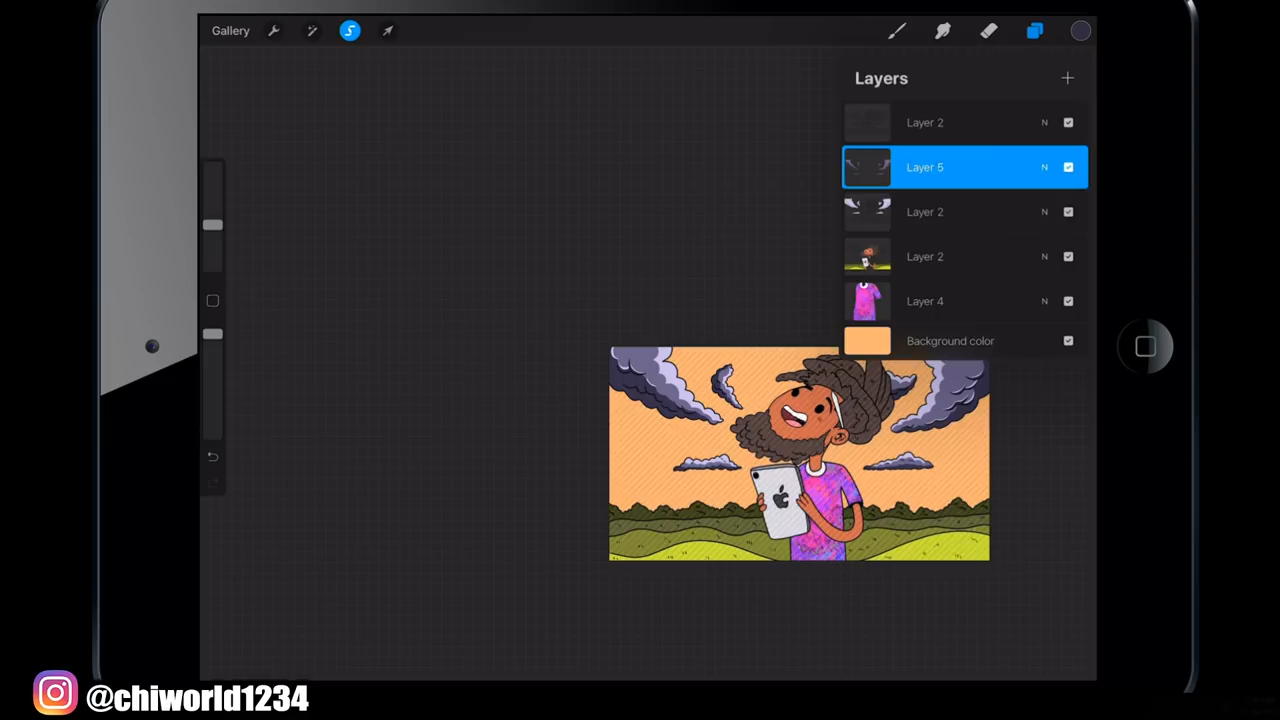 Gallery
Layers
Layer 2 N
Layer 5 N
Layer 2 N
Layer 2 N
Layer 4 N
Background color
@chiworld1234